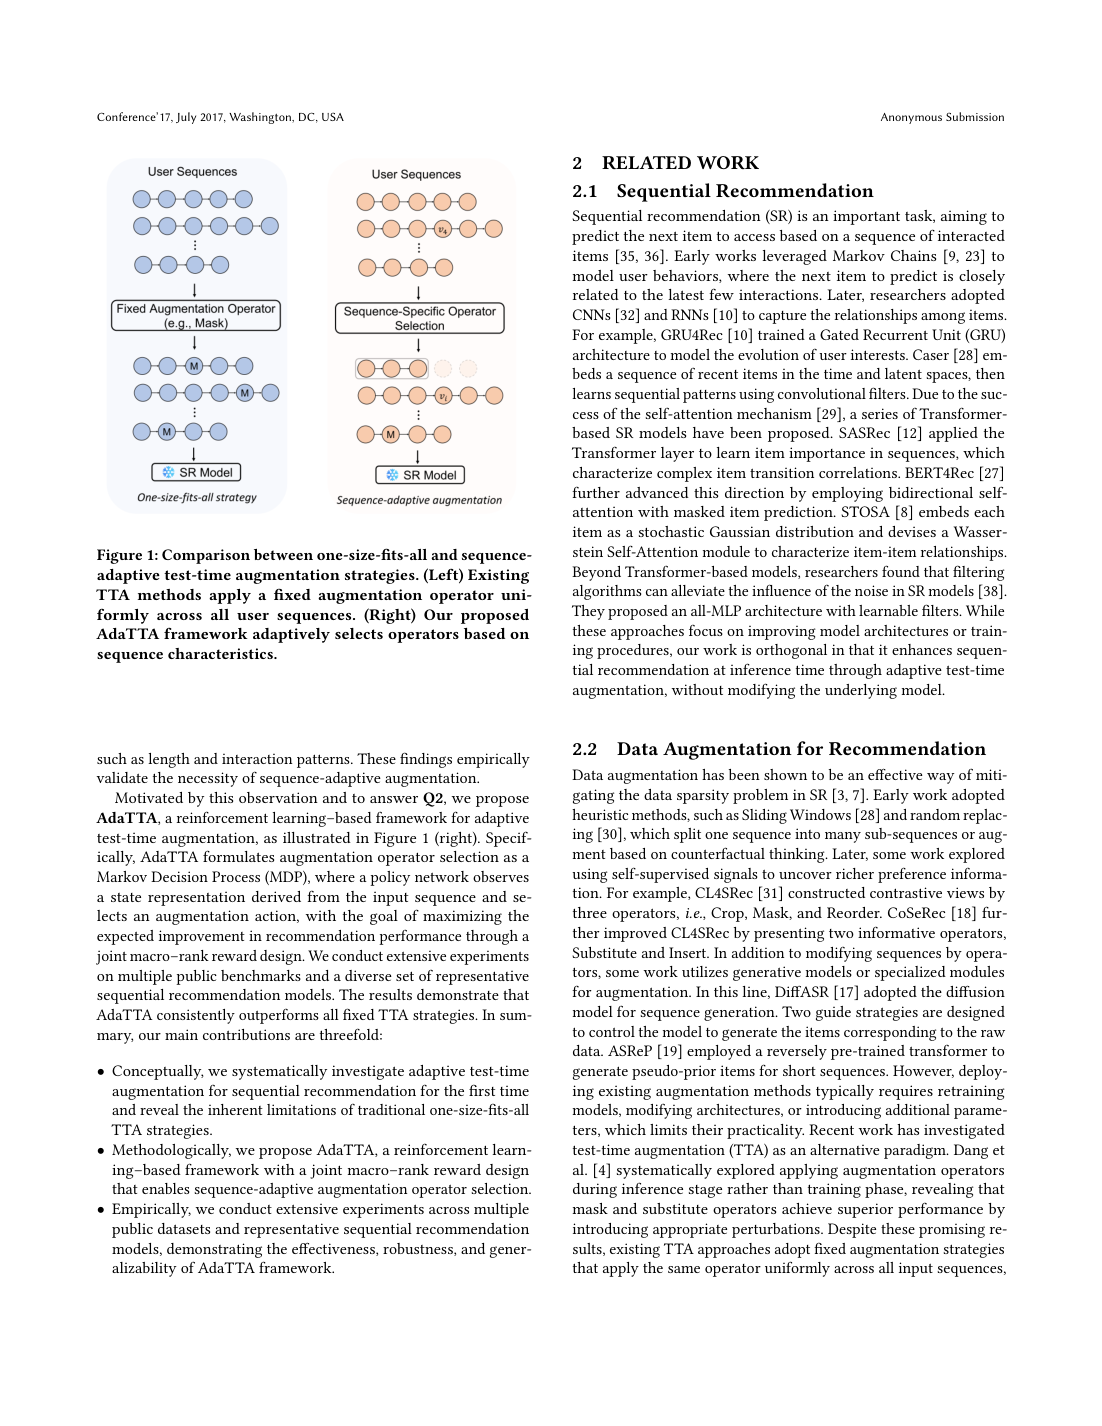 Conference'17, July 2017, Washington, DC, USA
Anonymous Submission
User Sequences
v4
Fixed Augmentation Operator
(e.g., Mask)
M
M
M
SR Model
One-size-fits-all strategy
User Sequences
Sequence-Specific Operator
Selection
vi
M
SR Model
Sequence-adaptive augmentation
Figure 1: Comparison between one-size-fits-all and sequence-
adaptive test-time augmentation strategies. (Left) Existing
TTA methods apply a fixed augmentation operator uni-
formly across all user sequences. (Right) Our proposed
AdaTTA framework adaptively selects operators based on
sequence characteristics.
such as length and interaction patterns. These findings empirically
validate the necessity of sequence-adaptive augmentation.
Motivated by this observation and to answer Q2, we propose
AdaTTA, a reinforcement learning–based framework for adaptive
test-time augmentation, as illustrated in Figure 1 (right). Specif-
ically, AdaTTA formulates augmentation operator selection as a
Markov Decision Process (MDP), where a policy network observes
a state representation derived from the input sequence and se-
lects an augmentation action, with the goal of maximizing the
expected improvement in recommendation performance through a
joint macro–rank reward design. We conduct extensive experiments
on multiple public benchmarks and a diverse set of representative
sequential recommendation models. The results demonstrate that
AdaTTA consistently outperforms all fixed TTA strategies. In sum-
mary, our main contributions are threefold:
• Conceptually, we systematically investigate adaptive test-time
augmentation for sequential recommendation for the first time
and reveal the inherent limitations of traditional one-size-fits-all
TTA strategies.
• Methodologically, we propose AdaTTA, a reinforcement learn-
ing–based framework with a joint macro–rank reward design
that enables sequence-adaptive augmentation operator selection.
• Empirically, we conduct extensive experiments across multiple
public datasets and representative sequential recommendation
models, demonstrating the effectiveness, robustness, and gener-
alizability of AdaTTA framework.
2 RELATED WORK
2.1 Sequential Recommendation
Sequential recommendation (SR) is an important task, aiming to
predict the next item to access based on a sequence of interacted
items [35, 36]. Early works leveraged Markov Chains [9, 23] to
model user behaviors, where the next item to predict is closely
related to the latest few interactions. Later, researchers adopted
CNNs [32] and RNNs [10] to capture the relationships among items.
For example, GRU4Rec [10] trained a Gated Recurrent Unit (GRU)
architecture to model the evolution of user interests. Caser [28] em-
beds a sequence of recent items in the time and latent spaces, then
learns sequential patterns using convolutional filters. Due to the suc-
cess of the self-attention mechanism [29], a series of Transformer-
based SR models have been proposed. SASRec [12] applied the
Transformer layer to learn item importance in sequences, which
characterize complex item transition correlations. BERT4Rec [27]
further advanced this direction by employing bidirectional self-
attention with masked item prediction. STOSA [8] embeds each
item as a stochastic Gaussian distribution and devises a Wasser-
stein Self-Attention module to characterize item-item relationships.
Beyond Transformer-based models, researchers found that filtering
algorithms can alleviate the influence of the noise in SR models [38].
They proposed an all-MLP architecture with learnable filters. While
these approaches focus on improving model architectures or train-
ing procedures, our work is orthogonal in that it enhances sequen-
tial recommendation at inference time through adaptive test-time
augmentation, without modifying the underlying model.
2.2 Data Augmentation for Recommendation
Data augmentation has been shown to be an effective way of miti-
gating the data sparsity problem in SR [3, 7]. Early work adopted
heuristic methods, such as Sliding Windows [28] and random replac-
ing [30], which split one sequence into many sub-sequences or aug-
ment based on counterfactual thinking. Later, some work explored
using self-supervised signals to uncover richer preference informa-
tion. For example, CL4SRec [31] constructed contrastive views by
three operators, i.e., Crop, Mask, and Reorder. CoSeRec [18] fur-
ther improved CL4SRec by presenting two informative operators,
Substitute and Insert. In addition to modifying sequences by opera-
tors, some work utilizes generative models or specialized modules
for augmentation. In this line, DiffASR [17] adopted the diffusion
model for sequence generation. Two guide strategies are designed
to control the model to generate the items corresponding to the raw
data. ASReP [19] employed a reversely pre-trained transformer to
generate pseudo-prior items for short sequences. However, deploy-
ing existing augmentation methods typically requires retraining
models, modifying architectures, or introducing additional parame-
ters, which limits their practicality. Recent work has investigated
test-time augmentation (TTA) as an alternative paradigm. Dang et
al. [4] systematically explored applying augmentation operators
during inference stage rather than training phase, revealing that
mask and substitute operators achieve superior performance by
introducing appropriate perturbations. Despite these promising re-
sults, existing TTA approaches adopt fixed augmentation strategies
that apply the same operator uniformly across all input sequences,